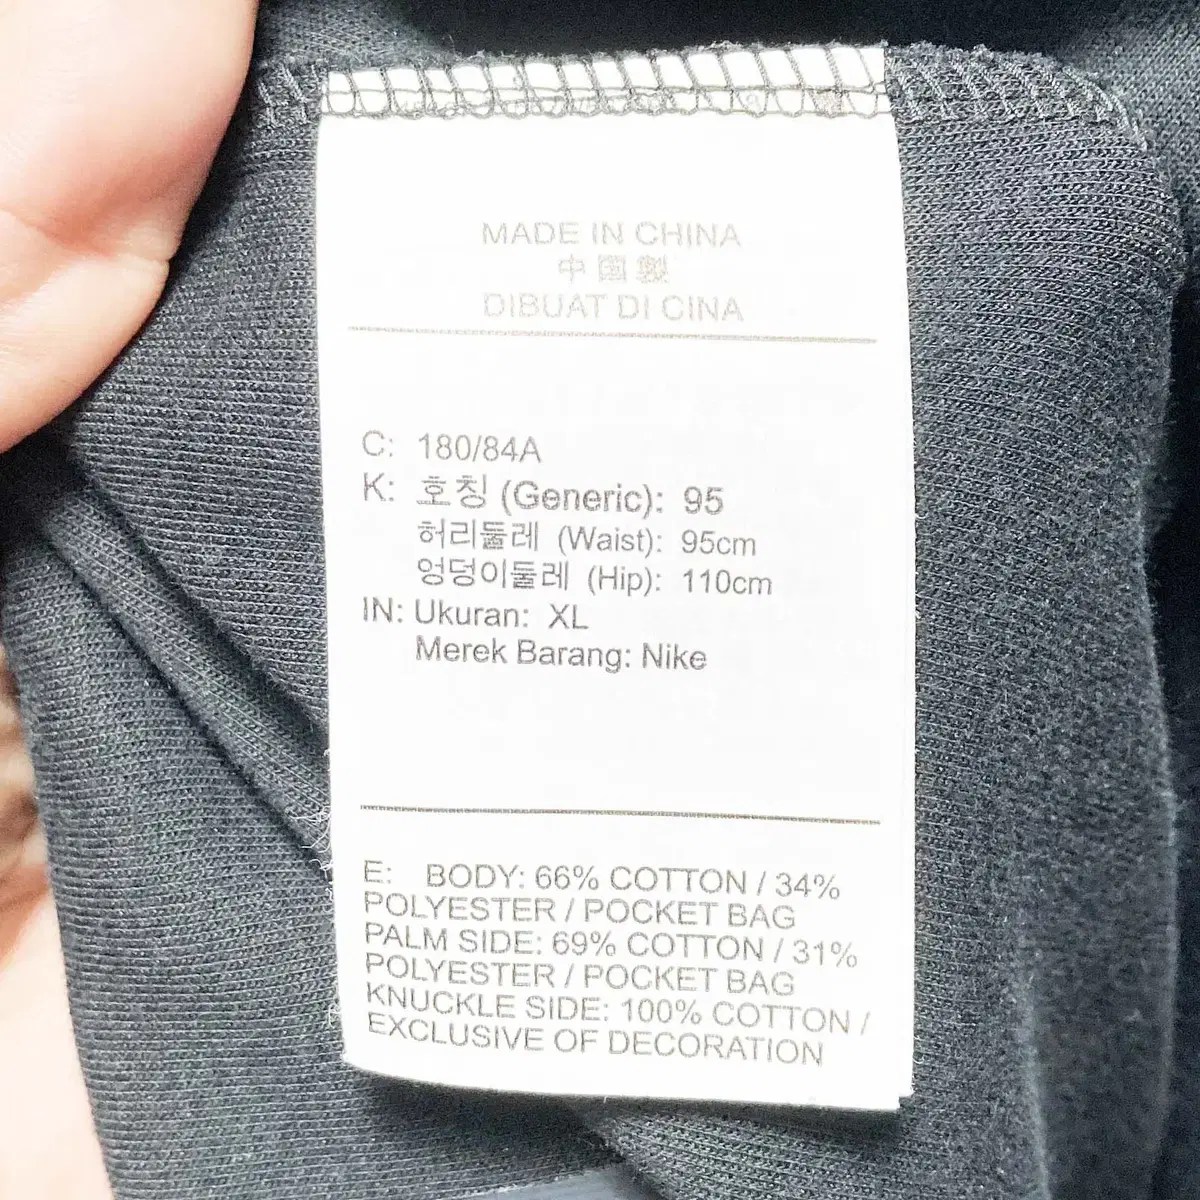 MADE IN CHINA
中国製
DIBUAT DI CINA
C: 180/84A
K: 호칭 (Generic): 95
허리둘레 (Waist): 95cm
엉덩이둘레 (Hip): 110cm
IN: Ukuran: XL
Merek Barang: Nike
E: BODY: 66% COTTON / 34%
POLYESTER / POCKET BAG
PALM SIDE: 69% COTTON / 31%
POLYESTER / POCKET BAG
KNUCKLE SIDE: 100% COTTON /
EXCLUSIVE OF DECORATION